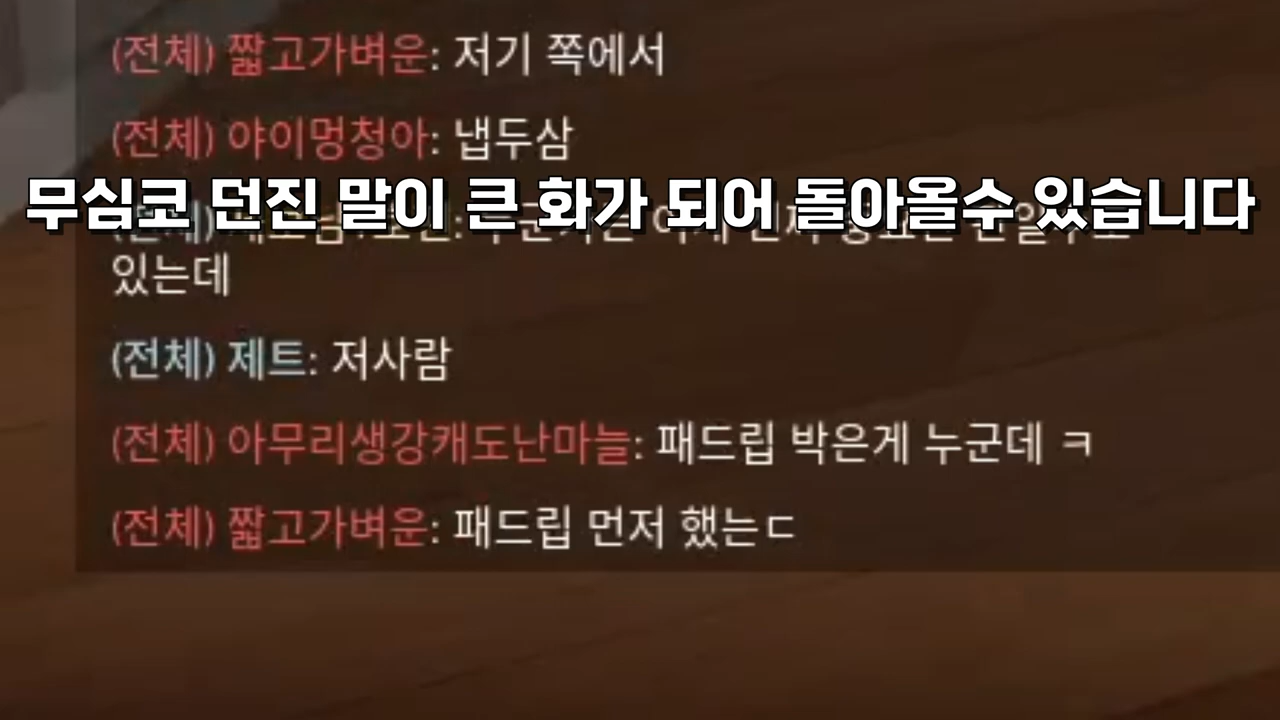 (전체) 짧고가벼운: 저기 쪽에서
(전체) 야이멍청아: 냅두삼
무심코 던진 말이 큰 화가 되어 돌아올수 있습니다
(전체)
있는데
(전체) 제트: 저사람
(전체) 아무리생강캐도난마늘: 패드립 박은게 누군데 ㅋ
(전체) 짧고가벼운: 패드립 먼저 했는ㄷ